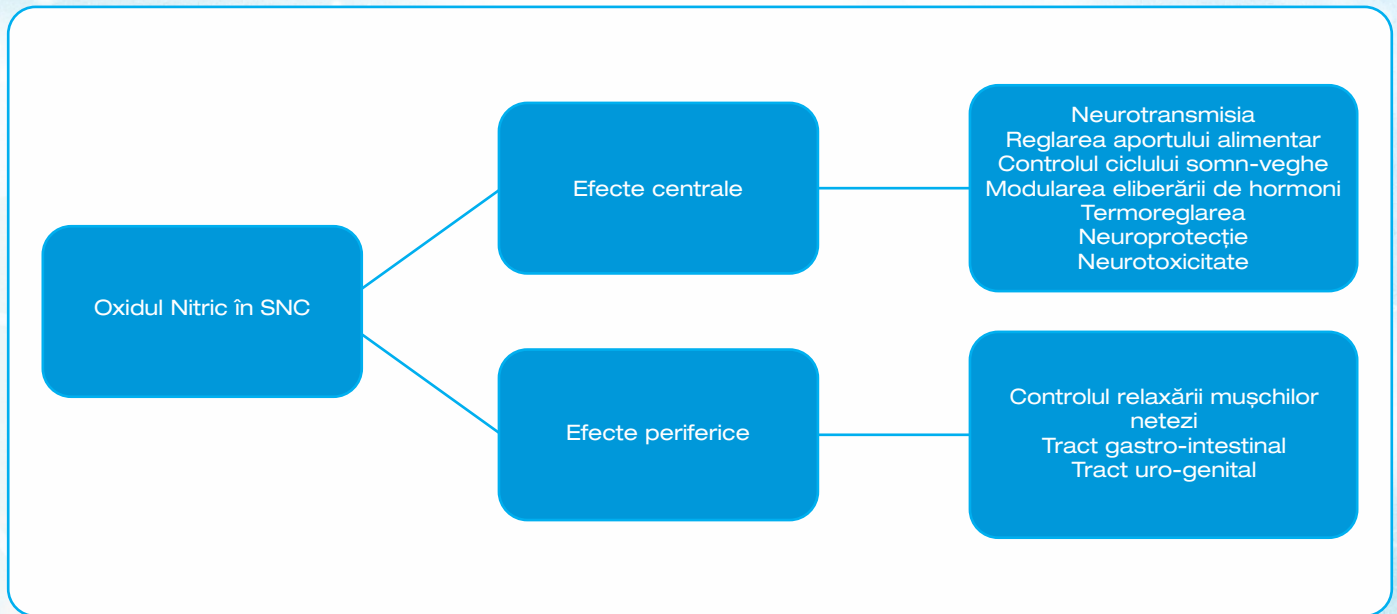 Oxidul Nitric în SNC
Efecte centrale
Neurotransmisia
Reglarea aportului alimentar
Controlul ciclului somn-veghe
Modularea eliberării de hormoni
Termoreglarea
Neuroprotecție
Neurotoxicitate
Efecte periferice
Controlul relaxării mușchilor
netezi
Tract gastro-intestinal
Tract uro-genital